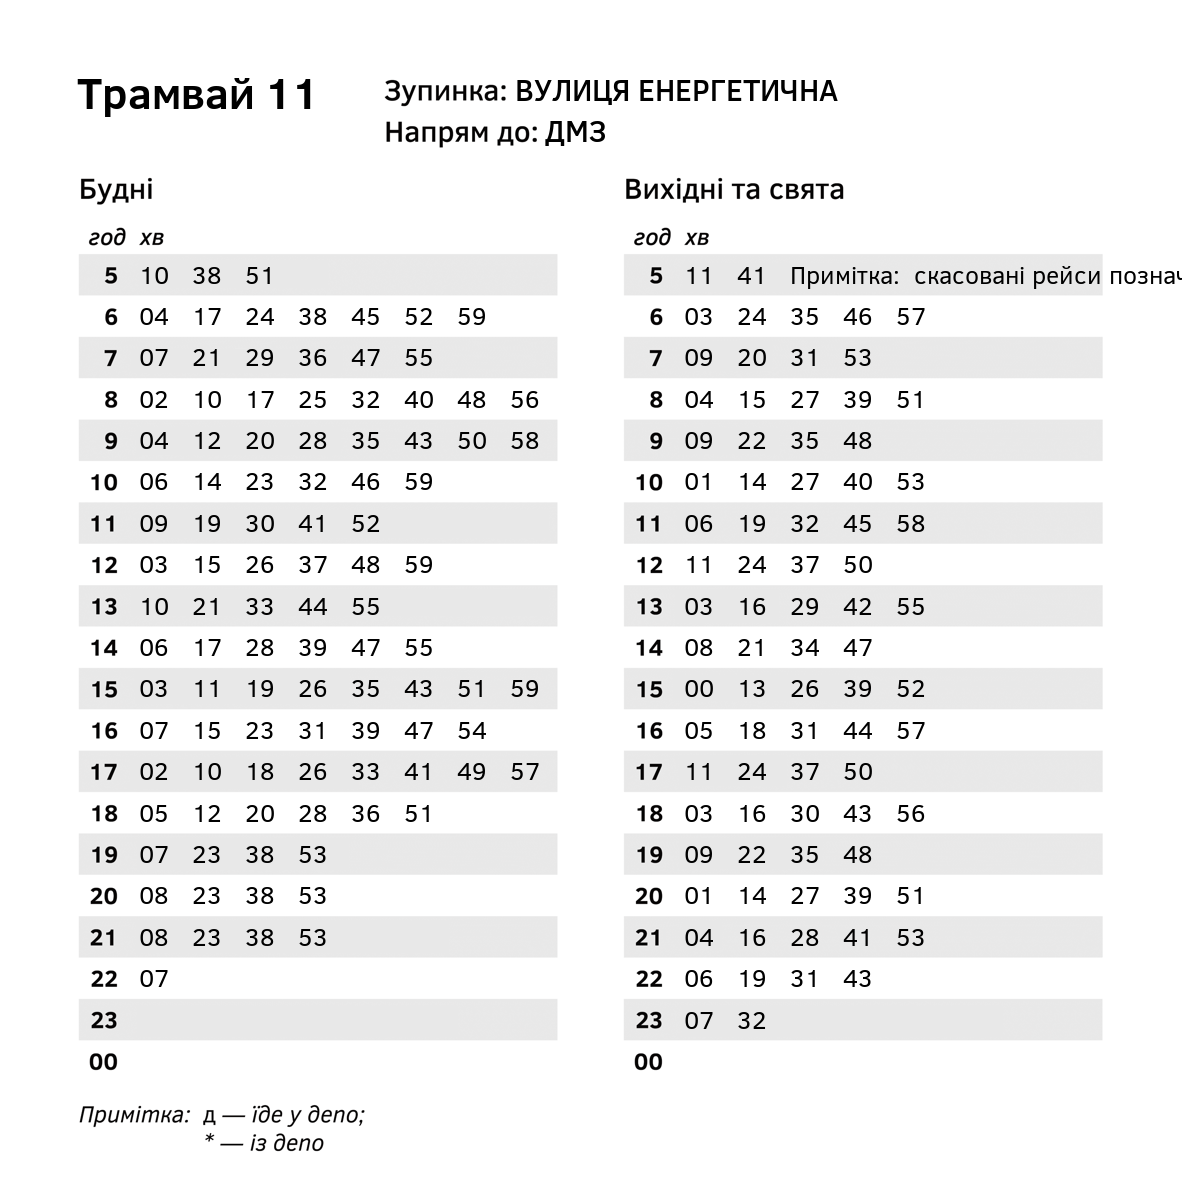 Трамвай 11
Зупинка: ВУЛИЦЯ ЕНЕРГЕТИЧНА
Напрям до: ДМЗ
Будні
год хв
5 10 38 51
6 04 17 24 38 45 52 59
7 07 21 29 36 47 55
8 02 10 17 25 32 40 48 56
9 04 12 20 28 35 43 50 58
10 06 14 23 32 46 59
11 09 19 30 41 52
12 03 15 26 37 48 59
13 10 21 33 44 55
14 06 17 28 39 47 55
15 03 11 19 26 35 43 51 59
16 07 15 23 31 39 47 54
17 02 10 18 26 33 41 49 57
18 05 12 20 28 36 51
19 07 23 38 53
20 08 23 38 53
21 08 23 38 53
22 07
23
00
Вихідні та свята
год хв
5 11 41 Примітка: скасовані рейси познач
6 03 24 35 46 57
7 09 20 31 53
8 04 15 27 39 51
9 09 22 35 48
10 01 14 27 40 53
11 06 19 32 45 58
12 11 24 37 50
13 03 16 29 42 55
14 08 21 34 47
15 00 13 26 39 52
16 05 18 31 44 57
17 11 24 37 50
18 03 16 30 43 56
19 09 22 35 48
20 01 14 27 39 51
21 04 16 28 41 53
22 06 19 31 43
23 07 32
00
Примітка: д — їде у депо;
* — із депо